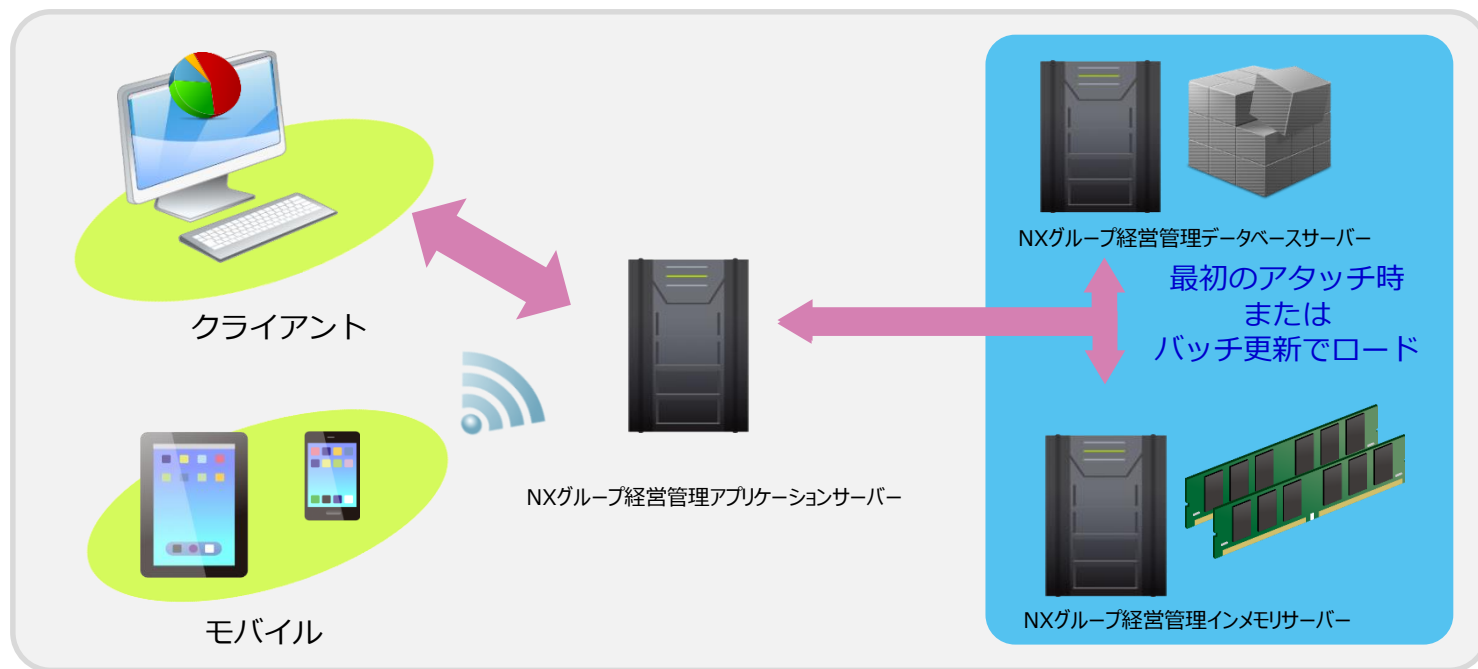 クライアント
モバイル
NXグループ経営管理アプリケーションサーバー
NXグループ経営管理データベースサーバー
最初のアタッチ時
または
バッチ更新でロード
NXグループ経営管理インメモリサーバー